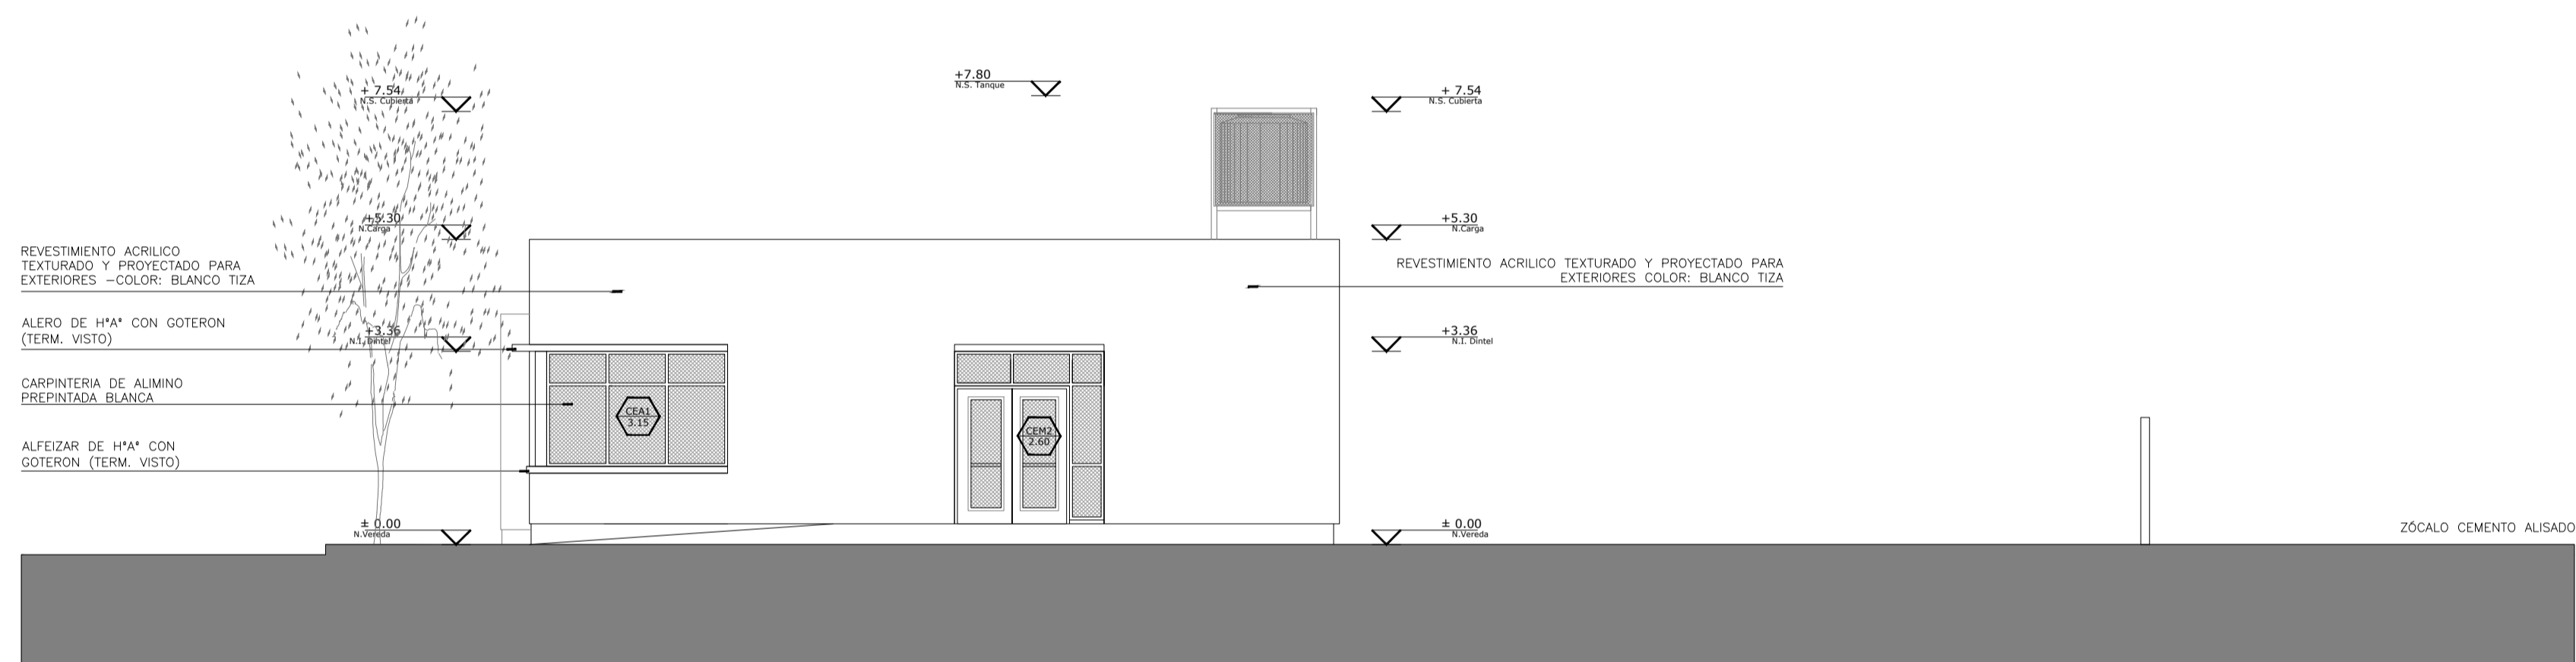 +7.80
N.S. Tanque
+ 7.54
N.S. Cubierta
+ 7.54
N.S. Cubierta
+5.30
N.Carga
+5.30
N.Carga
REVESTIMIENTO ACRILICO
TEXTURADO Y PROYECTADO PARA
EXTERIORES -COLOR: BLANCO TIZA
REVESTIMIENTO ACRILICO TEXTURADO Y PROYECTADO PARA
EXTERIORES COLOR: BLANCO TIZA
ALERO DE H°A° CON GOTERON
(TERM. VISTO)
+3.36
N.I. Dintel
+3.36
N.I. Dintel
CARPINTERIA DE ALIMINO
PREPINTADA BLANCA
CEA1
3.15
CEM2
2.60
ALFEIZAR DE H°A° CON
GOTERON (TERM. VISTO)
± 0.00
N.Vereda
± 0.00
N.Vereda
ZÓCALO CEMENTO ALISADO